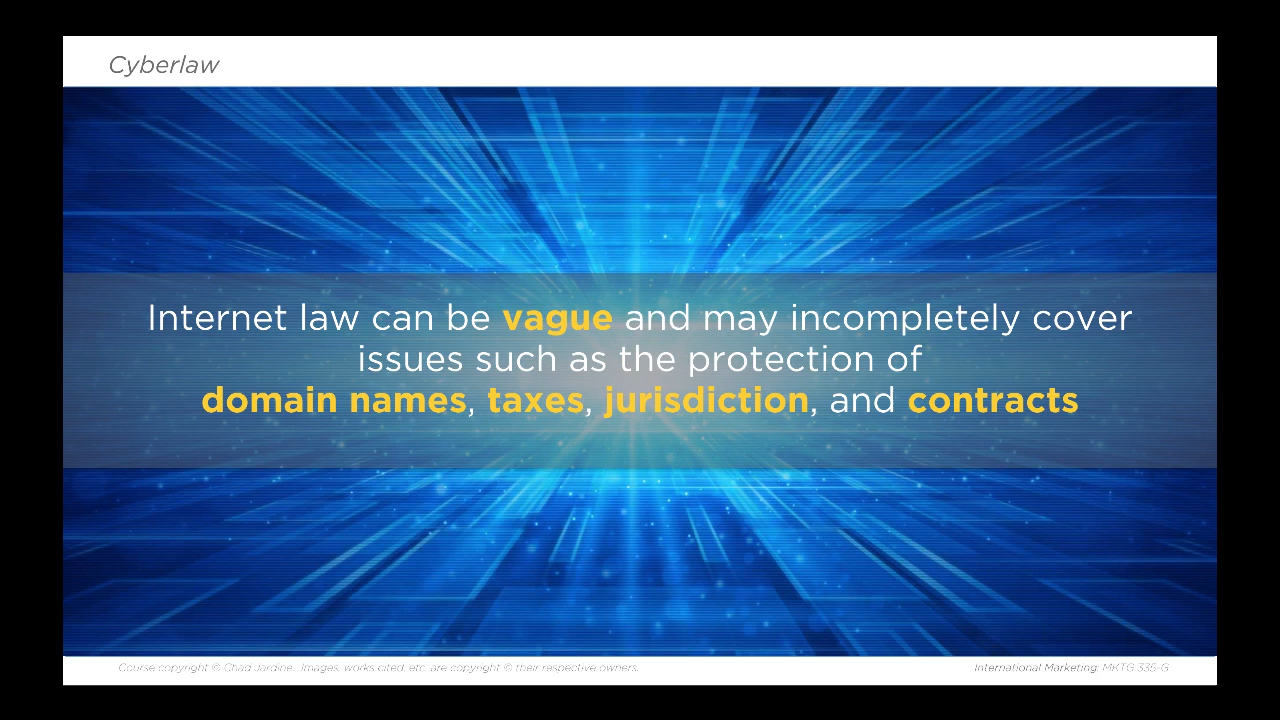 Cyberlaw
Internet law can be vague and may incompletely cover
issues such as the protection of
domain names, taxes, jurisdiction, and contracts
Course copyright © Chad Jardine. Images, works cited, etc. are copyright © their respective owners.
International Marketing: MKTG 335-G